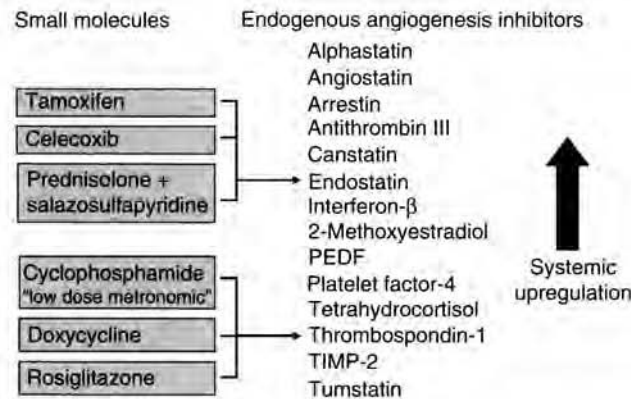 Small molecules
Endogenous angiogenesis inhibitors
Tamoxifen
Celecoxib
Prednisolone +
salazosulfapyridine
Cyclophosphamide
"low dose metronomic"
Doxycycline
Rosiglitazone
Alphastatin
Angiostatin
Arrestin
Antithrombin III
Canstatin
Endostatin
Interferon-β
2-Methoxyestradiol
PEDF
Platelet factor-4
Tetrahydrocortisol
Thrombospondin-1
TIMP-2
Tumstatin
Systemic
upregulation